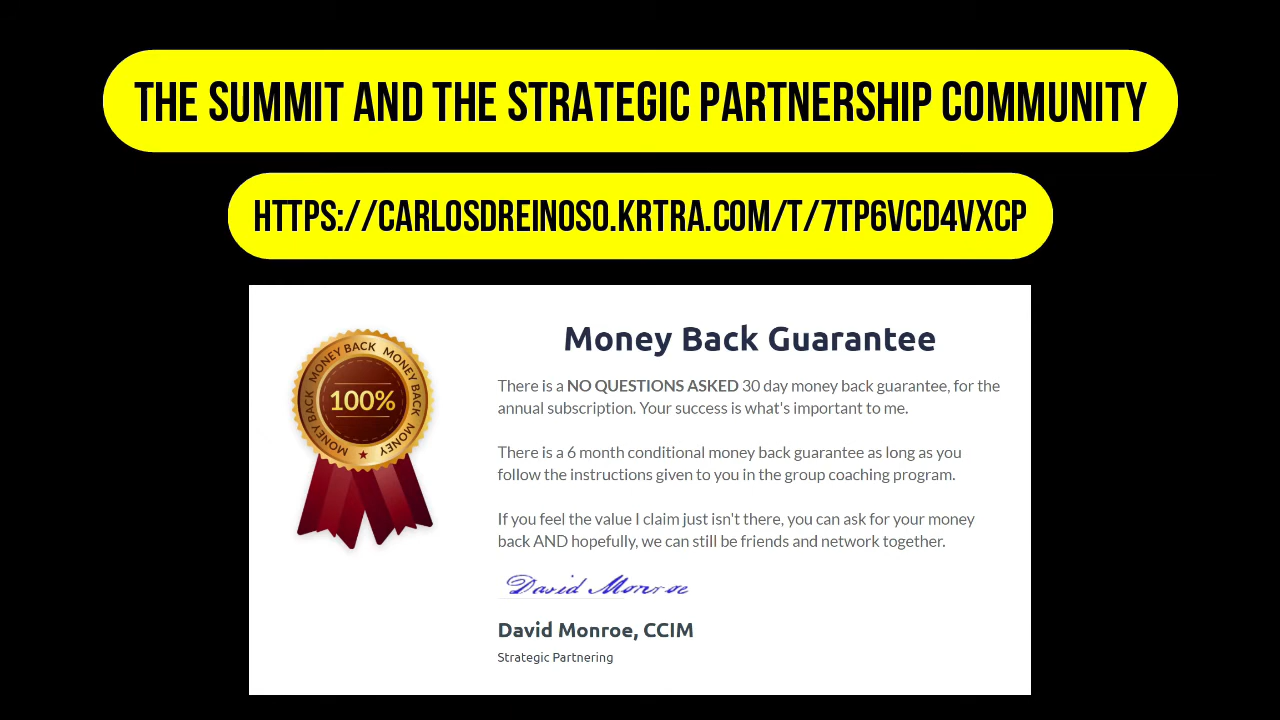 THE SUMMIT AND THE STRATEGIC PARTNERSHIP COMMUNITY
HTTPS://CARLOSDREINOSO.KRTRA.COM/T/7TP6VCD4VXCP
MONEY BACK MONEY BACK MONEY MONEY BACK
100%
Money Back Guarantee
There is a NO QUESTIONS ASKED 30 day money back guarantee, for the
annual subscription. Your success is what's important to me.
There is a 6 month conditional money back guarantee as long as you
follow the instructions given to you in the group coaching program.
If you feel the value I claim just isn't there, you can ask for your money
back AND hopefully, we can still be friends and network together.
David Monroe
David Monroe, CCIM
Strategic Partnering